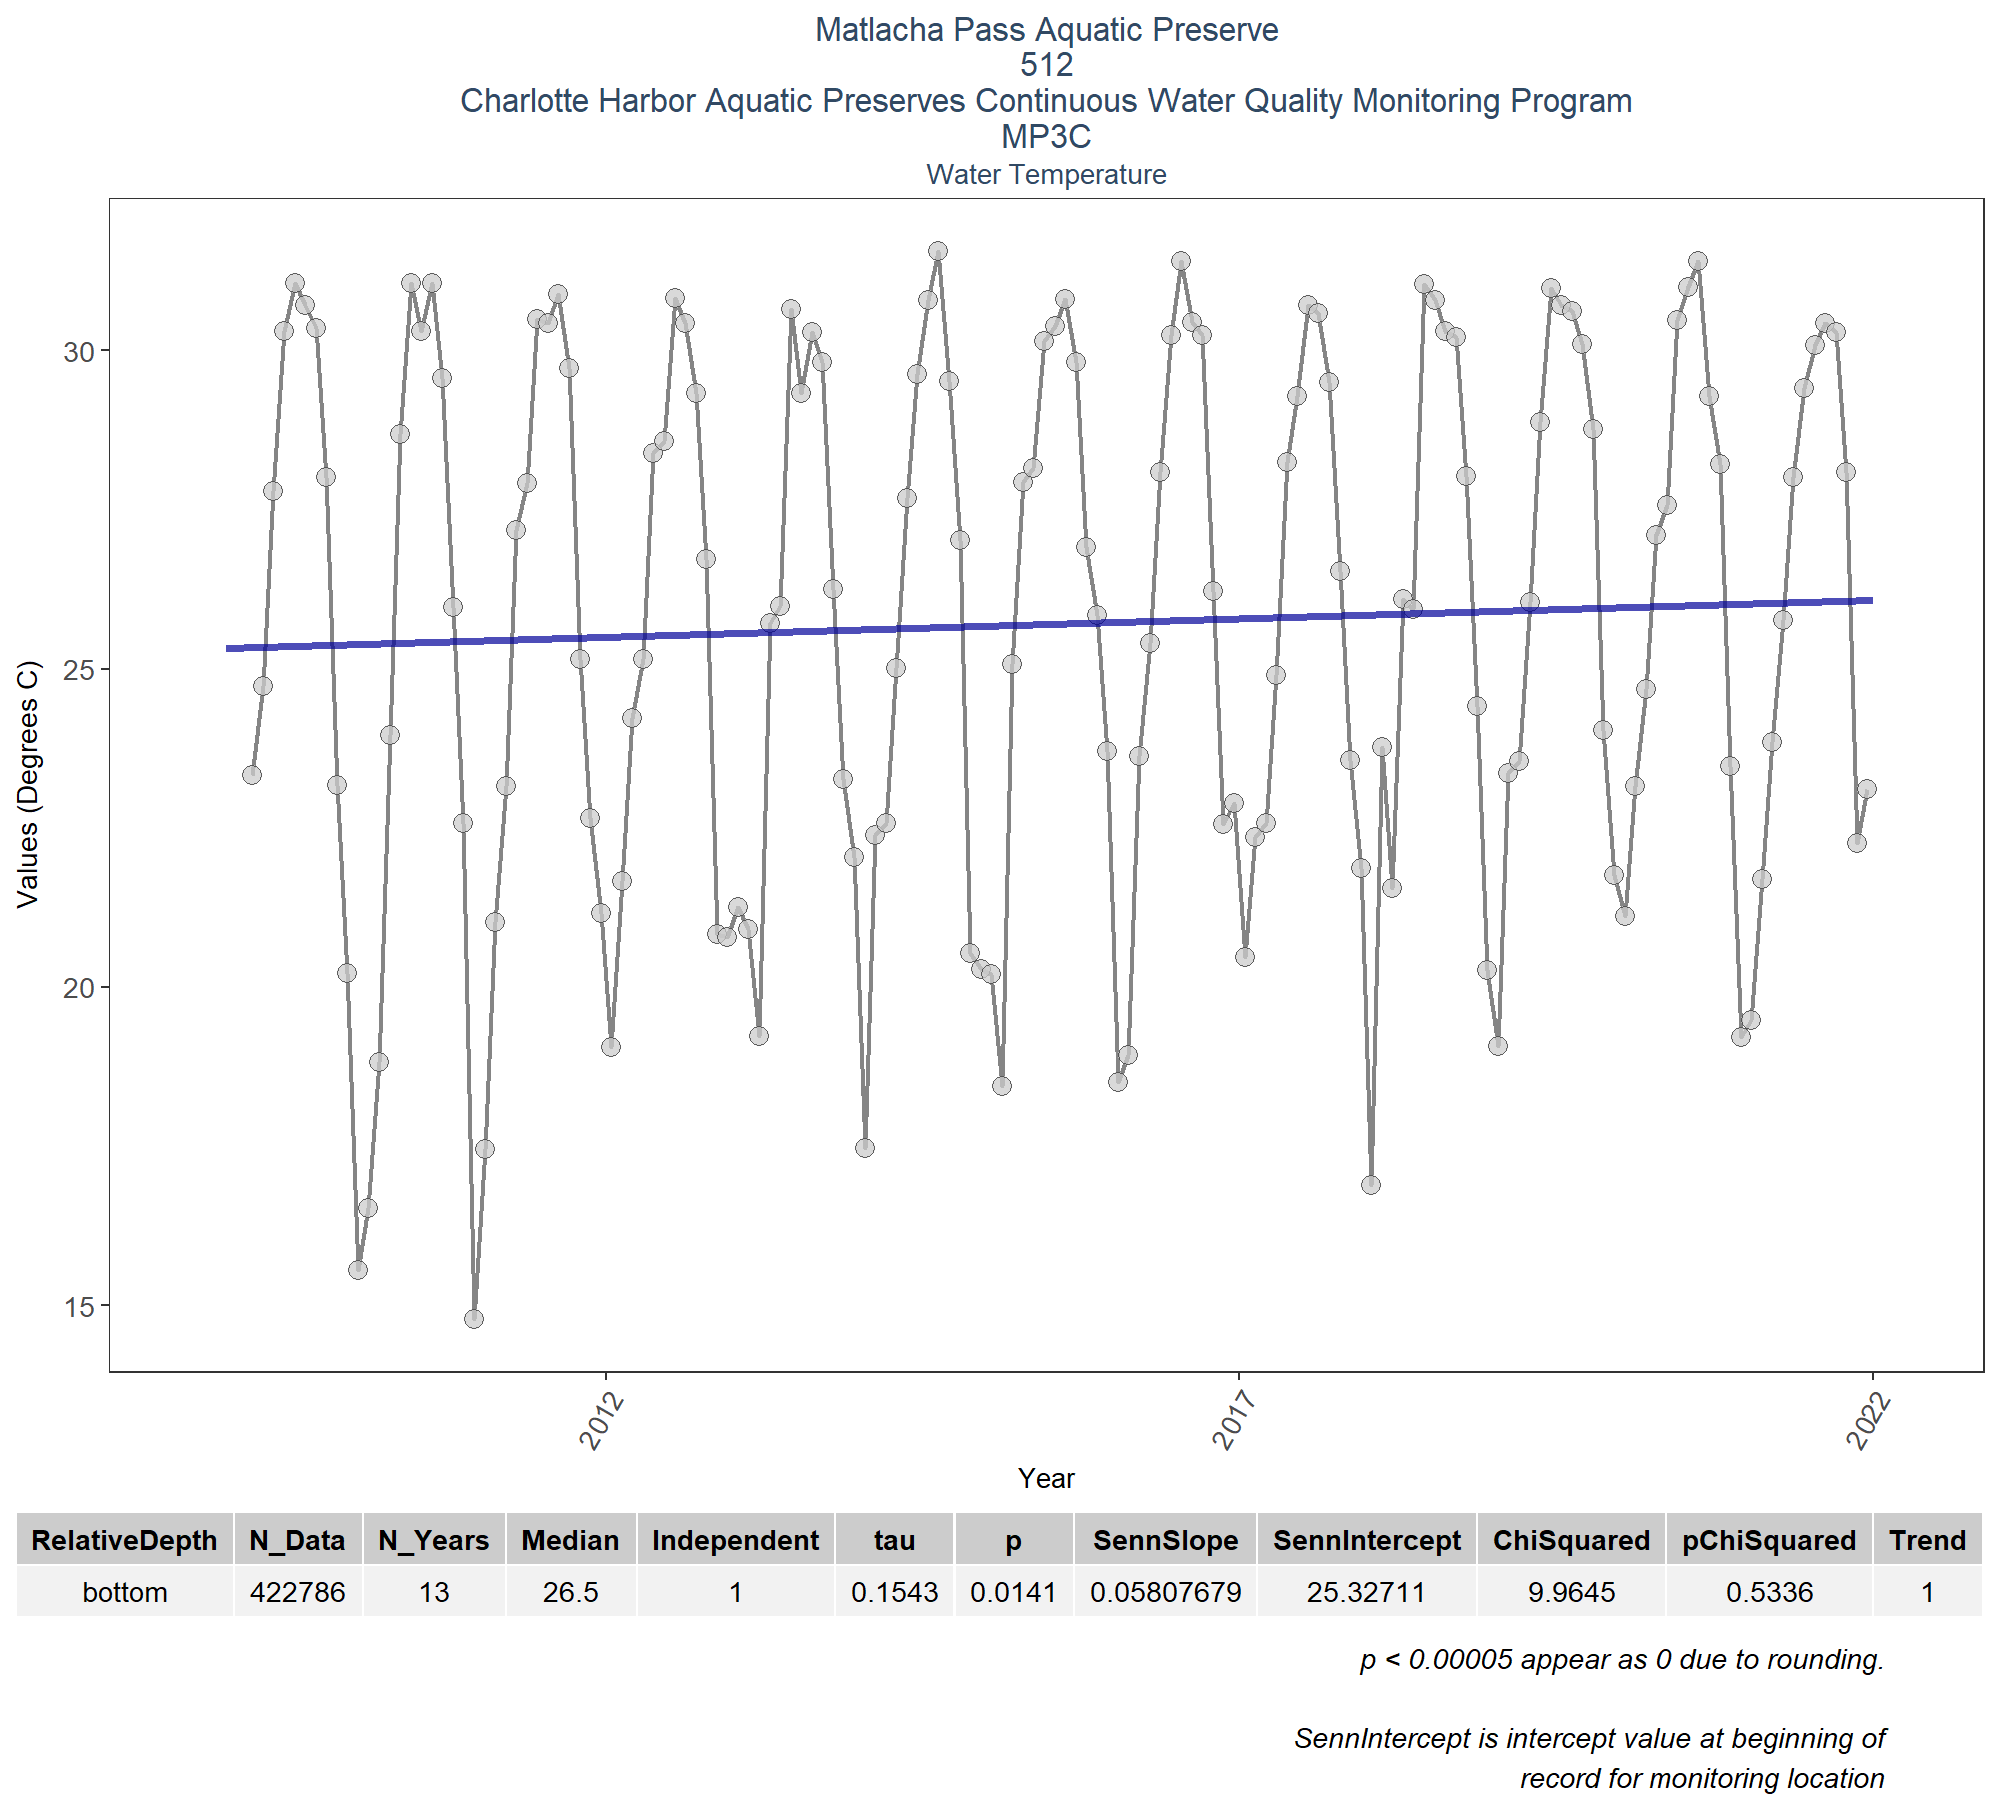 Matlacha Pass Aquatic Preserve
512
Charlotte Harbor Aquatic Preserves Continuous Water Quality Monitoring Program
MP3C
Water Temperature
Values (Degrees C)
30
25
20
15
2012 2017 2022
Year
RelativeDepth N_Data N_Years Median Independent tau p SennSlope SennIntercept ChiSquared pChiSquared Trend
bottom 422786 13 26.5 1 0.1543 0.0141 0.05807679 25.32711 9.9645 0.5336 1
p < 0.00005 appear as 0 due to rounding.
SennIntercept is intercept value at beginning of
record for monitoring location